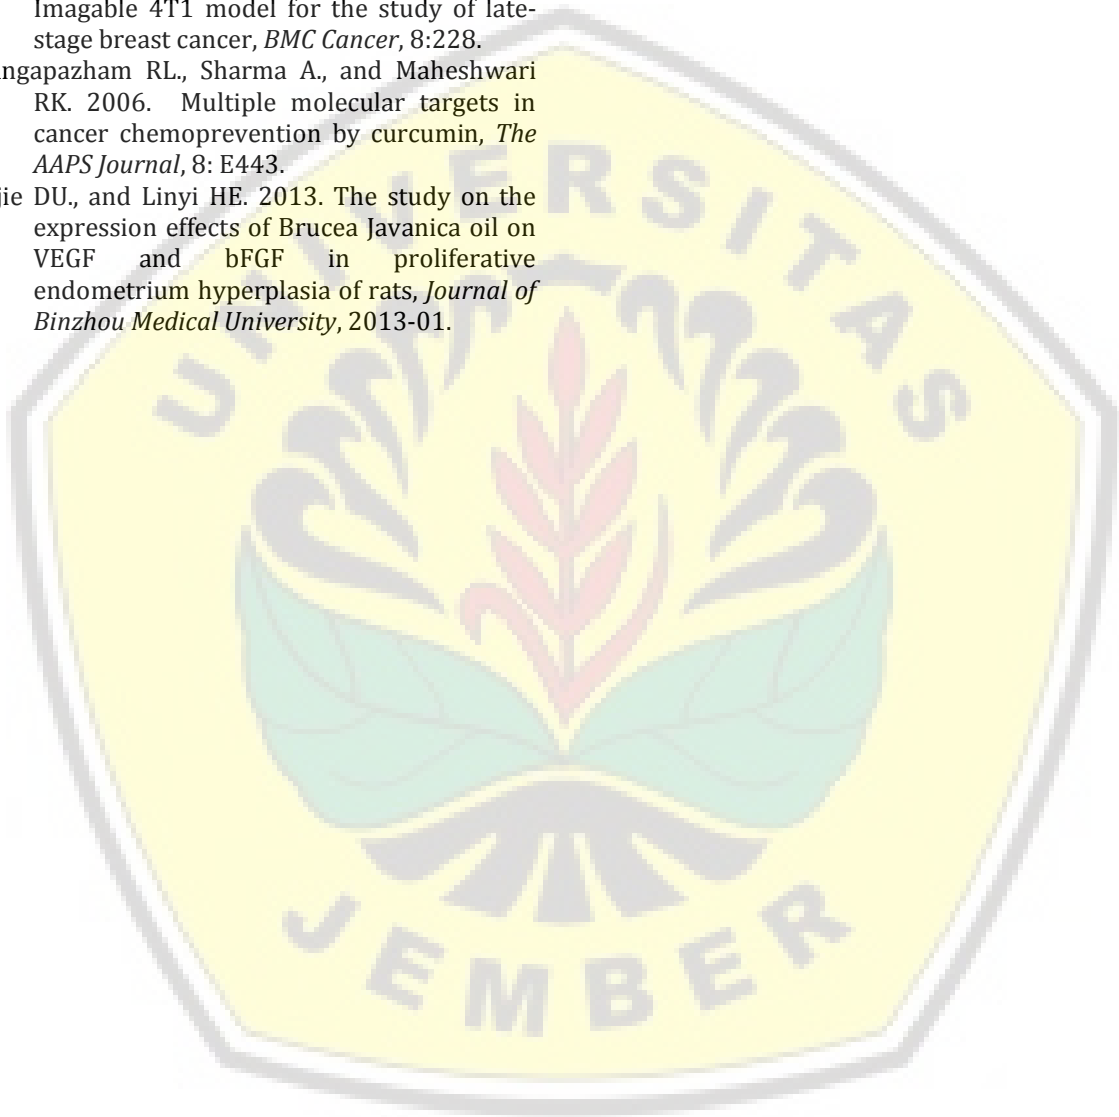 Imagable 4T1 model for the study of late-
stage breast cancer, BMC Cancer, 8:228.
ngapazham RL., Sharma A., and Maheshwari
RK. 2006. Multiple molecular targets in
cancer chemoprevention by curcumin, The
AAPS Journal, 8: E443.
jie DU., and Linyi HE. 2013. The study on the
expression effects of Brucea Javanica oil on
VEGF and bFGF in proliferative
endometrium hyperplasia of rats, Journal of
Binzhou Medical University, 2013-01.
UNIVERSITAS
JEMBER